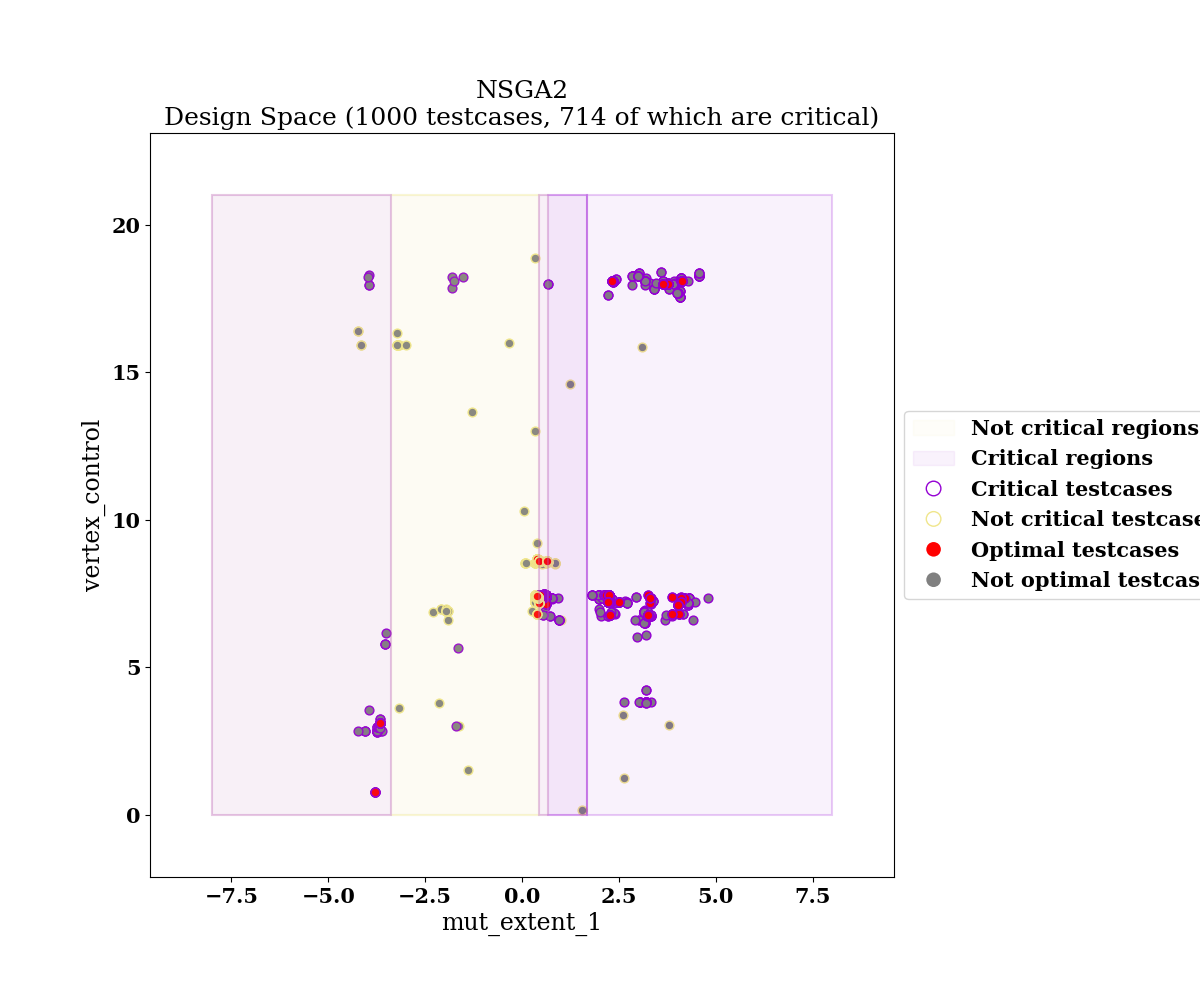 NSGA2
Design Space (1000 testcases, 714 of which are critical)
vertex_control
20
15
10
5
0
−7.5 −5.0 −2.5 0.0 2.5 5.0 7.5
mut_extent_1
Not critical regions
Critical regions
Critical testcases
Not critical testcase
Optimal testcases
Not optimal testcas